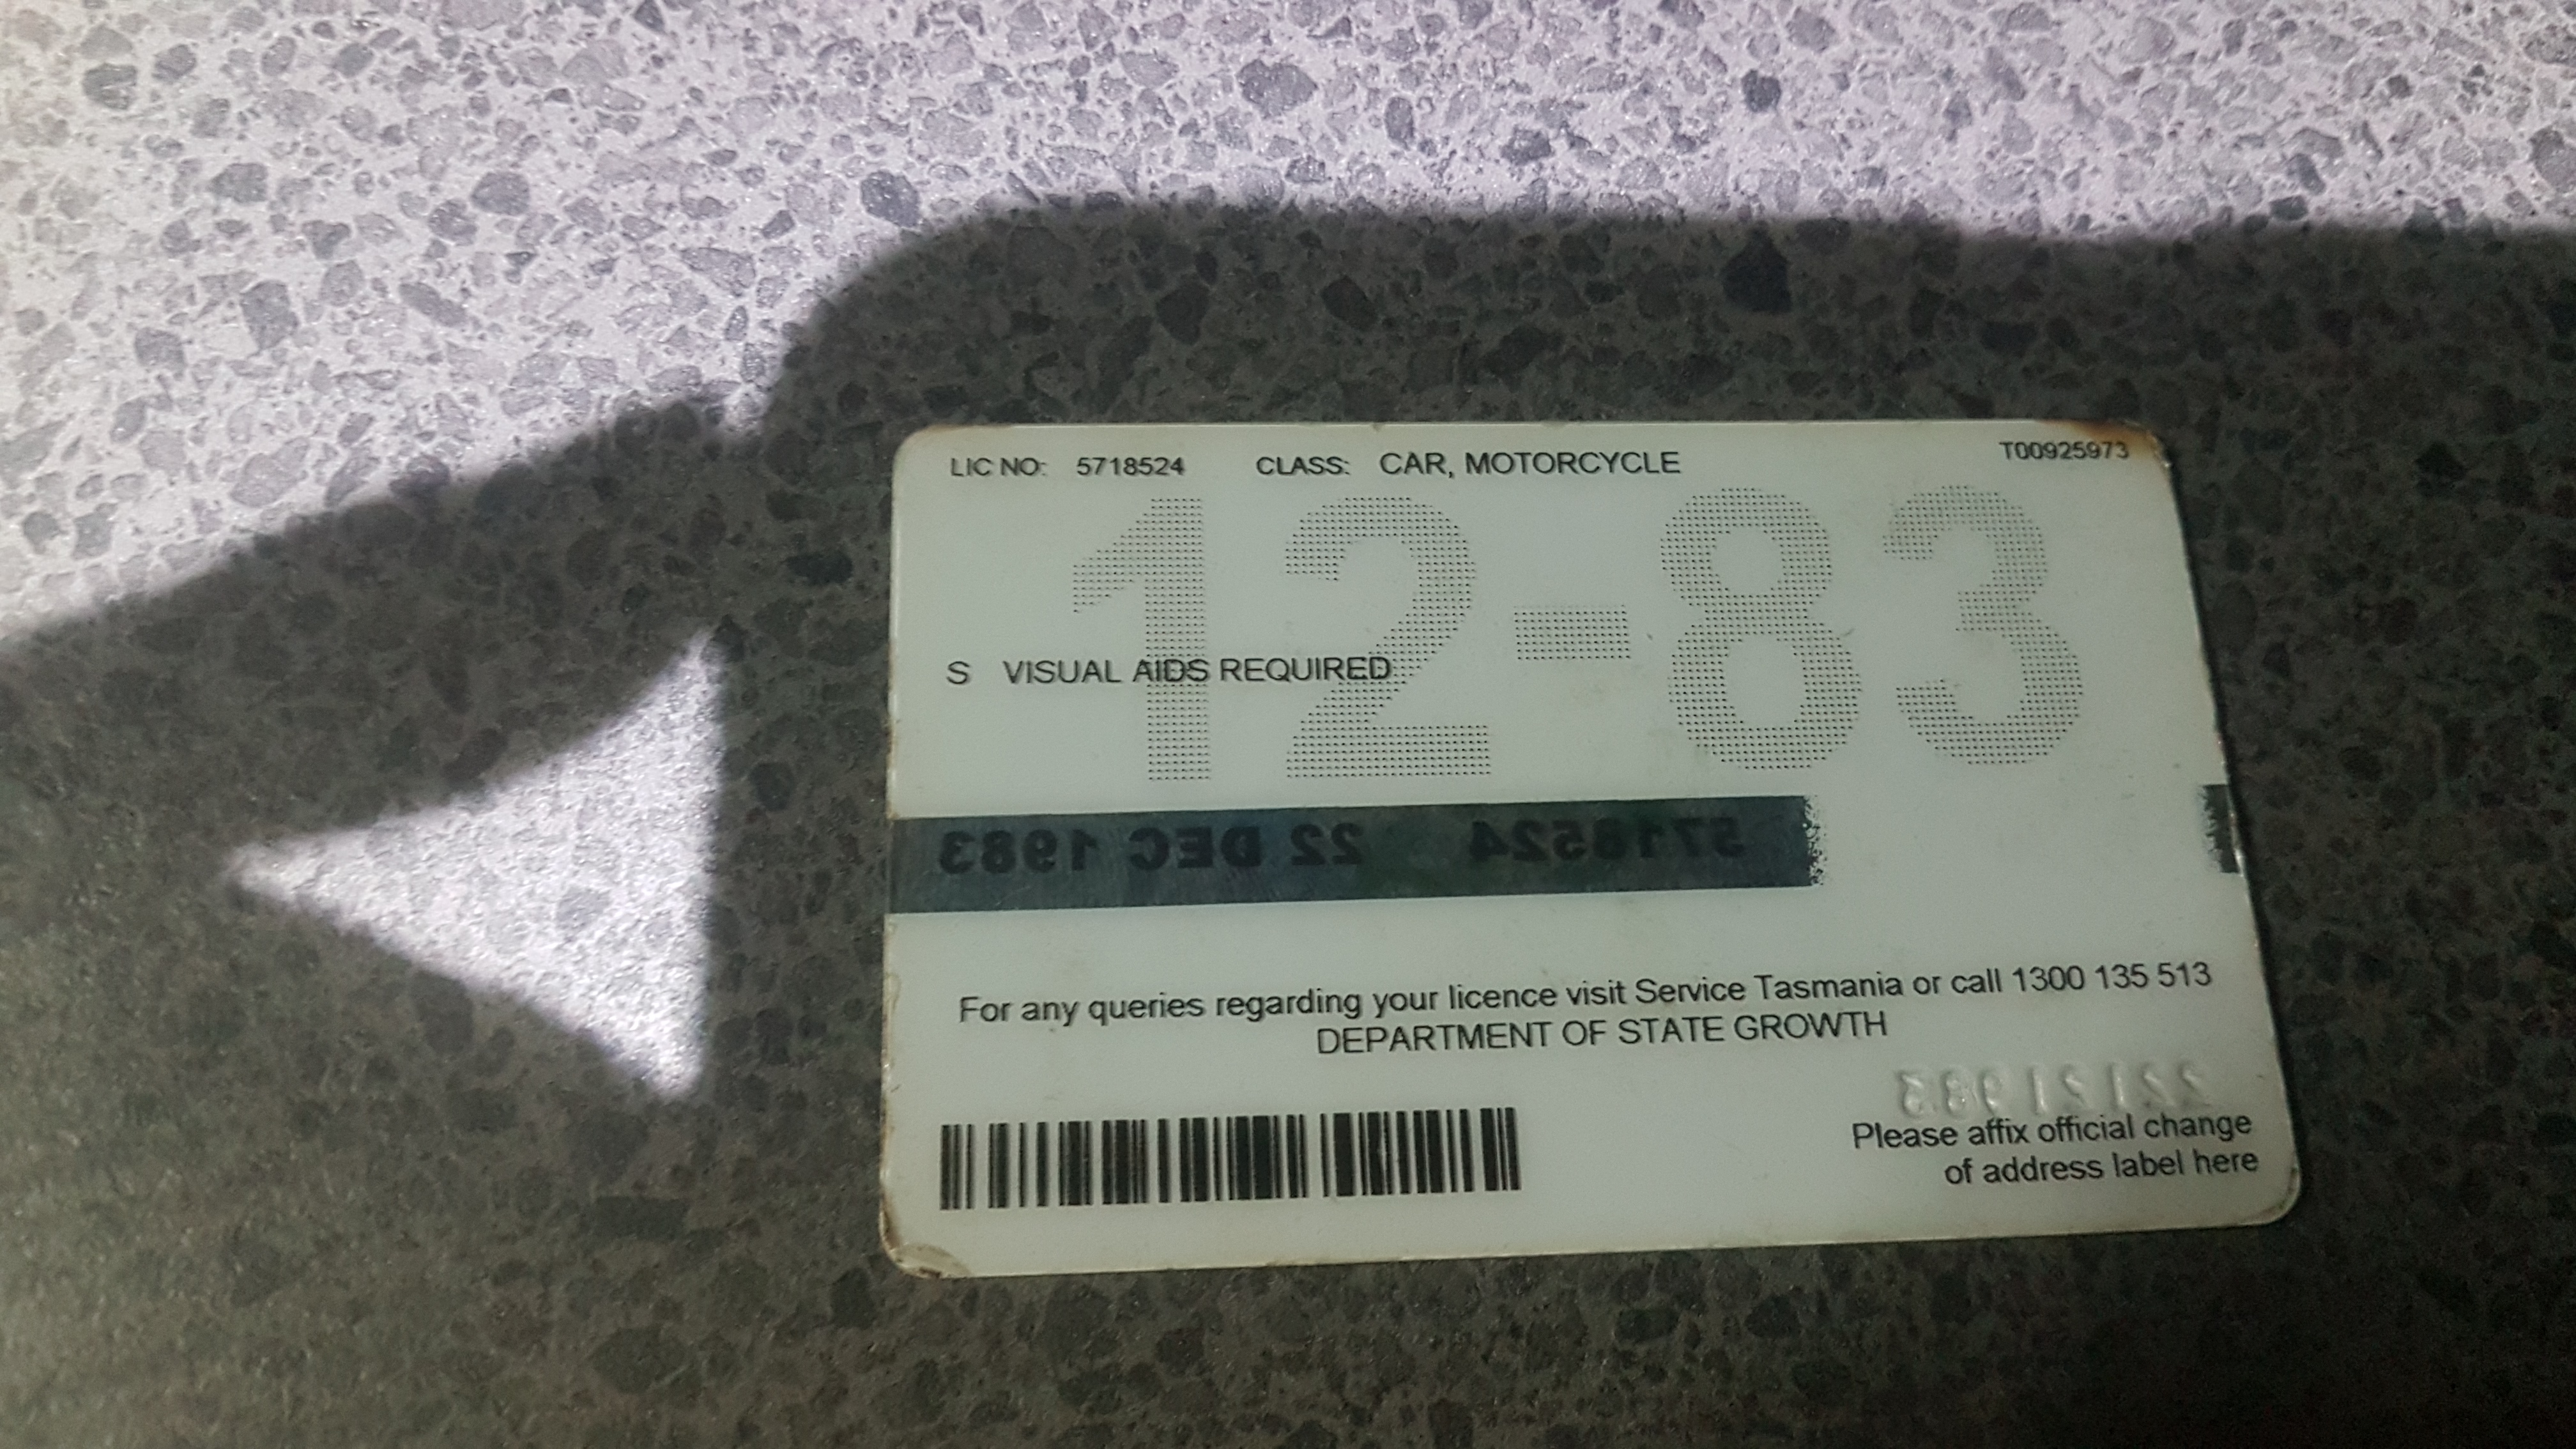 LIC NO: 5718524 CLASS: CAR, MOTORCYCLE T00925973
12-83
S VISUAL AIDS REQUIRED
5718524 22 DEC 1983
For any queries regarding your licence visit Service Tasmania or call 1300 135 513
DEPARTMENT OF STATE GROWTH
22121983
Please affix official change
of address label here